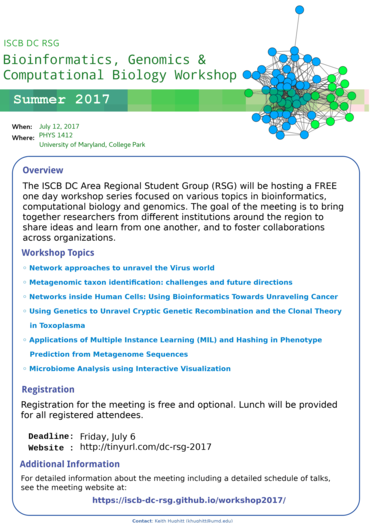 ISCB DC RSG
Bioinformatics, Genomics &
Computational Biology Workshop
Summer 2017
When: July 12, 2017
Where: PHYS 1412
University of Maryland, College Park
Overview
The ISCB DC Area Regional Student Group (RSG) will be hosting a FREE
one day workshop series focused on various topics in bioinformatics,
computational biology and genomics. The goal of the meeting is to bring
together researchers from different institutions around the region to
share ideas and learn from one another, and to foster collaborations
across organizations.
Workshop Topics
◦ Network approaches to unravel the Virus world
◦ Metagenomic taxon identification: challenges and future directions
◦ Networks inside Human Cells: Using Bioinformatics Towards Unraveling Cancer
◦ Using Genetics to Unravel Cryptic Genetic Recombination and the Clonal Theory
in Toxoplasma
◦ Applications of Multiple Instance Learning (MIL) and Hashing in Phenotype
Prediction from Metagenome Sequences
◦ Microbiome Analysis using Interactive Visualization
Registration
Registration for the meeting is free and optional. Lunch will be provided
for all registered attendees.
Deadline: Friday, July 6
Website : http://tinyurl.com/dc-rsg-2017
Additional Information
For detailed information about the meeting including a detailed schedule of talks,
see the meeting website at:
https://iscb-dc-rsg.github.io/workshop2017/
Contact: Keith Hughitt (khughitt@umd.edu)